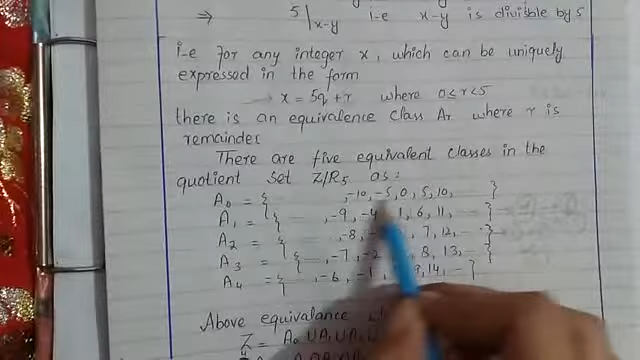 ⇒ 5 | x-y i-e x-y is divisble by 5
i-e for any integer x, which can be uniquely
expressed in the form
x = 5q + r where 0 ≤ r < 5
there is an equivalence class Ar where r is
remainder
There are five equivalent classes in the
quotient set Z/R5 as:
A0 = { , -10, -5, 0, 5, 10, }
A1 = { , -9, -4, 1, 6, 11, }
A2 = { , -8, 7, 12, .. }
A3 = { , -7, -2, 8, 13, .. }
A4 = { , -6, -1, 14, .. }
Above equivalance
Z = A0 U A1 U A2